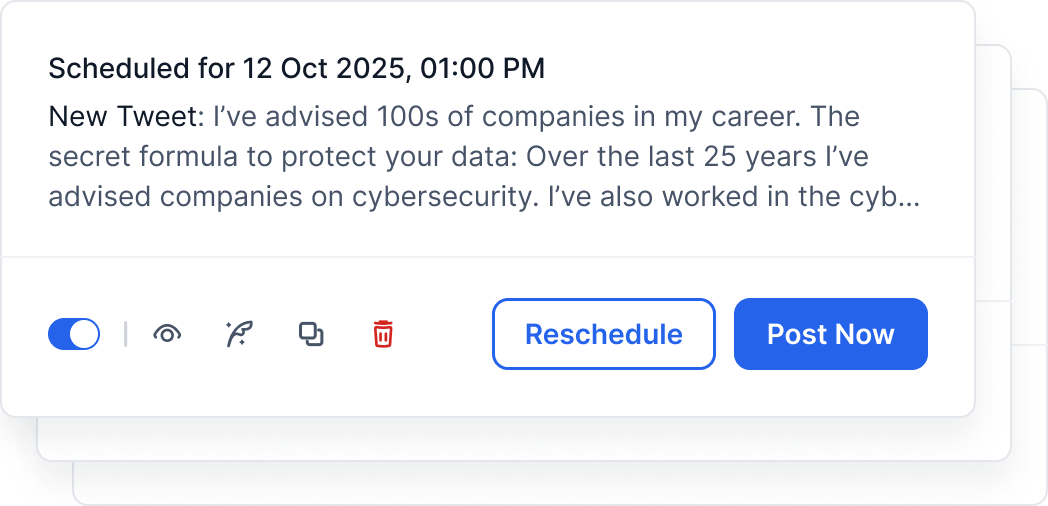 Scheduled for 12 Oct 2025, 01:00 PM
New Tweet: I’ve advised 100s of companies in my career. The
secret formula to protect your data: Over the last 25 years I’ve
advised companies on cybersecurity. I’ve also worked in the cyb...
Reschedule Post Now